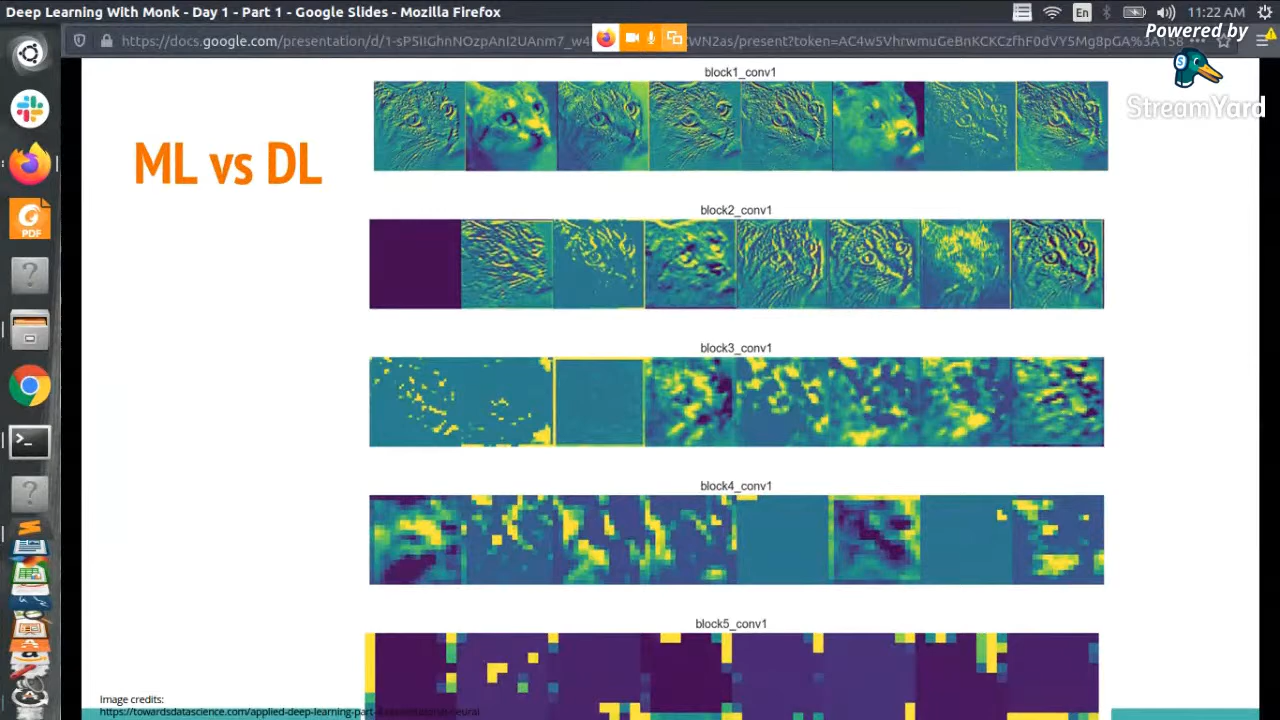 Deep Learning With Monk - Day 1 - Part 1 - Google Slides - Mozilla Firefox
En
11:22 AM
Powered by
StreamYard
block1_conv1
ML vs DL
block2_conv1
PDF
block3_conv1
block4_conv1
block5_conv1
Image credits: